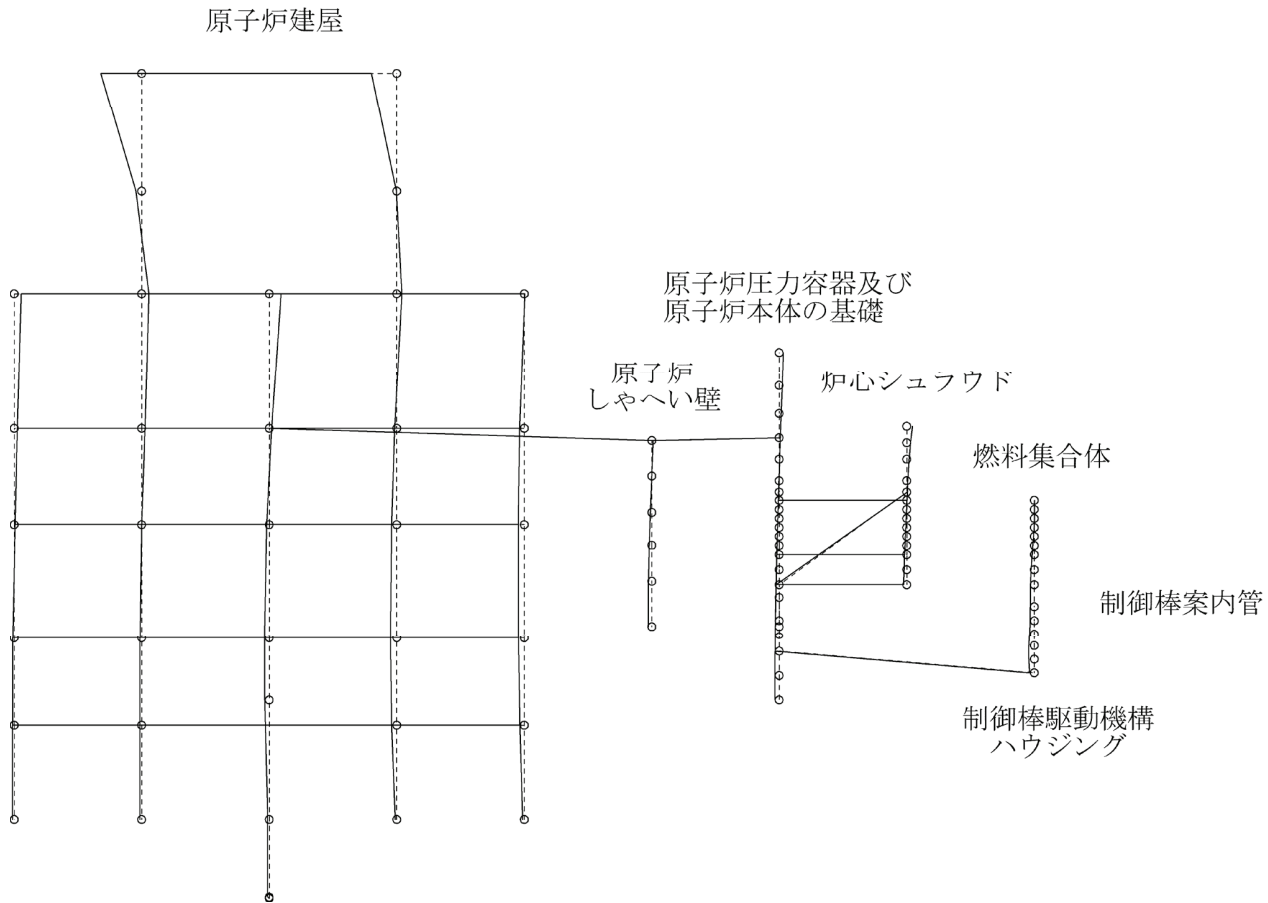 原子炉建屋
原子炉圧力容器及び
原子炉本体の基礎
原子炉
しゃへい壁
炉心シュラウド
燃料集合体
制御棒案内管
制御棒駆動機構
ハウジング